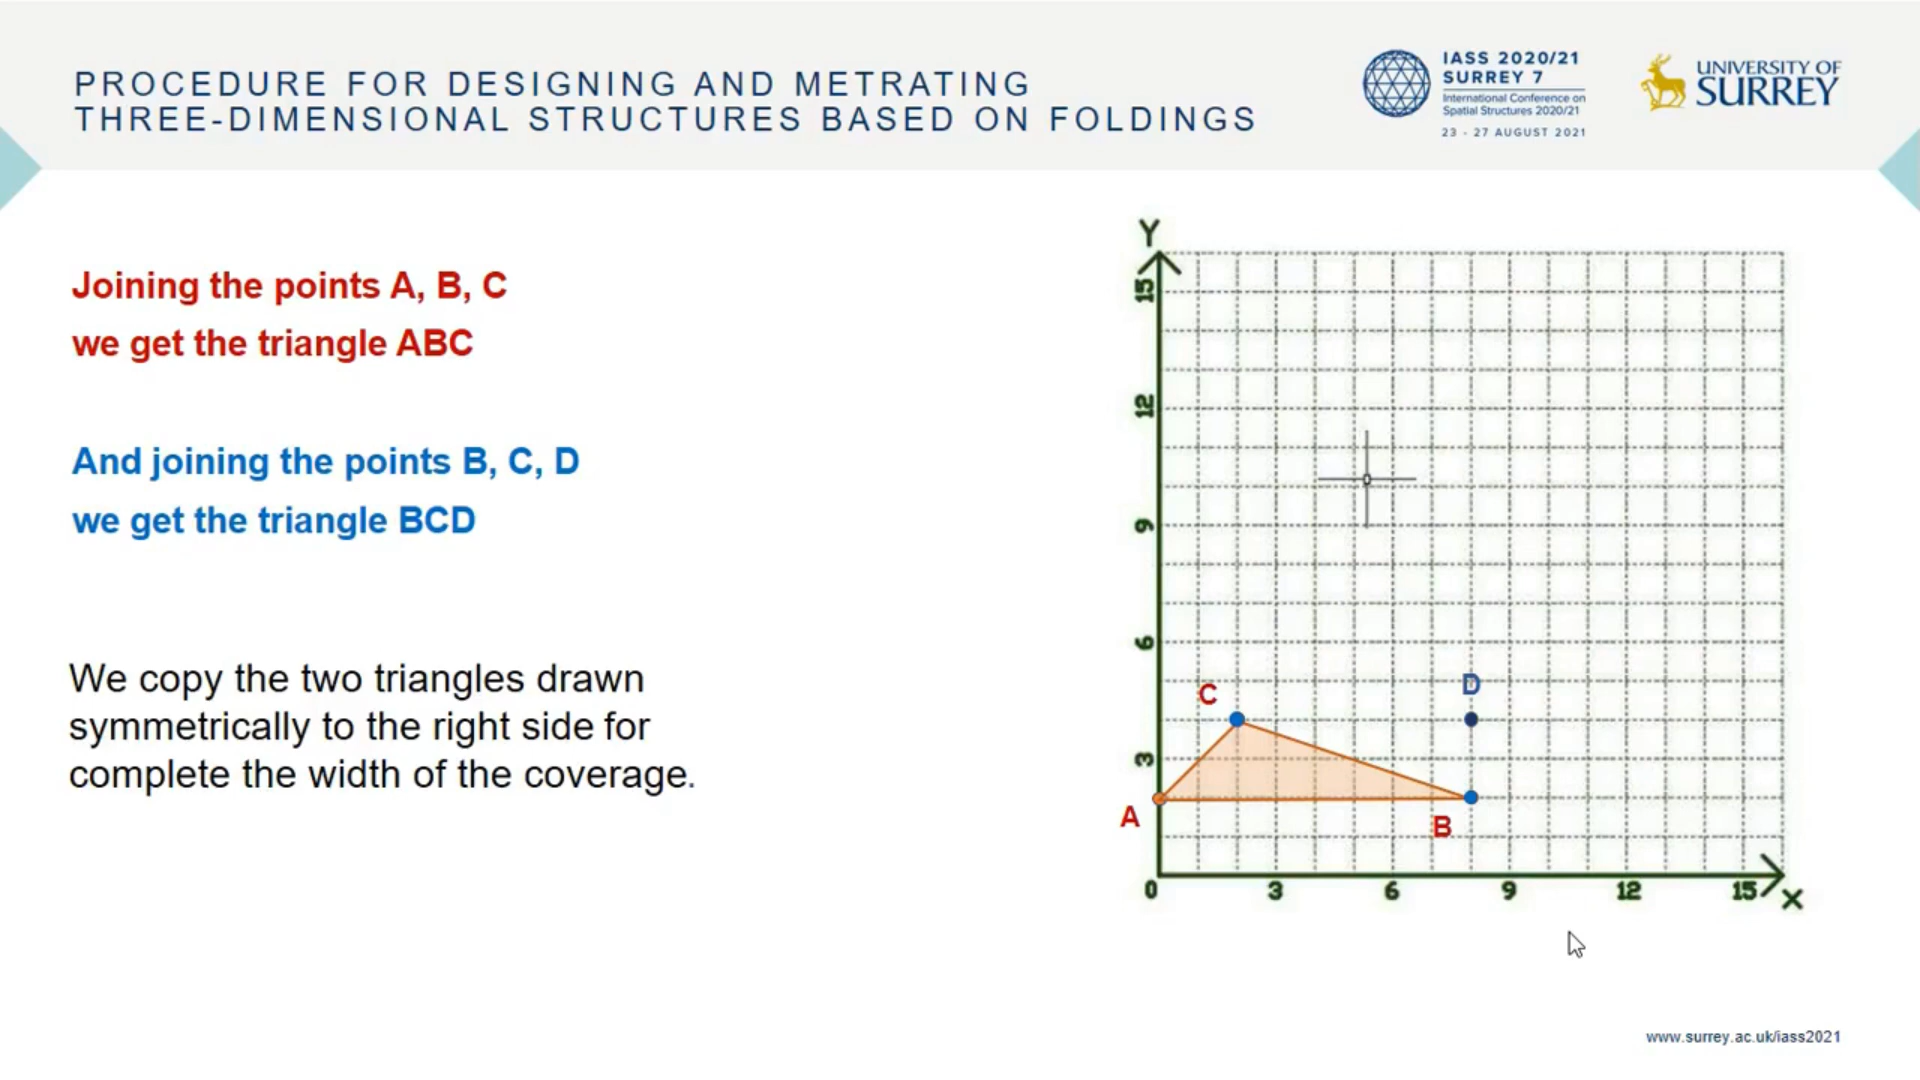 PROCEDURE FOR DESIGNING AND METRATING
THREE-DIMENSIONAL STRUCTURES BASED ON FOLDINGS
IASS 2020/21
SURREY 7
International Conference on
Spatial Structures 2020/21
23 - 27 AUGUST 2021
UNIVERSITY OF
SURREY
Joining the points A, B, C
we get the triangle ABC
And joining the points B, C, D
we get the triangle BCD
We copy the two triangles drawn
symmetrically to the right side for
complete the width of the coverage.
Y
15
12
9
6
3
C
D
A
B
0 3 6 9 12 15
X
www.surrey.ac.uk/iass2021